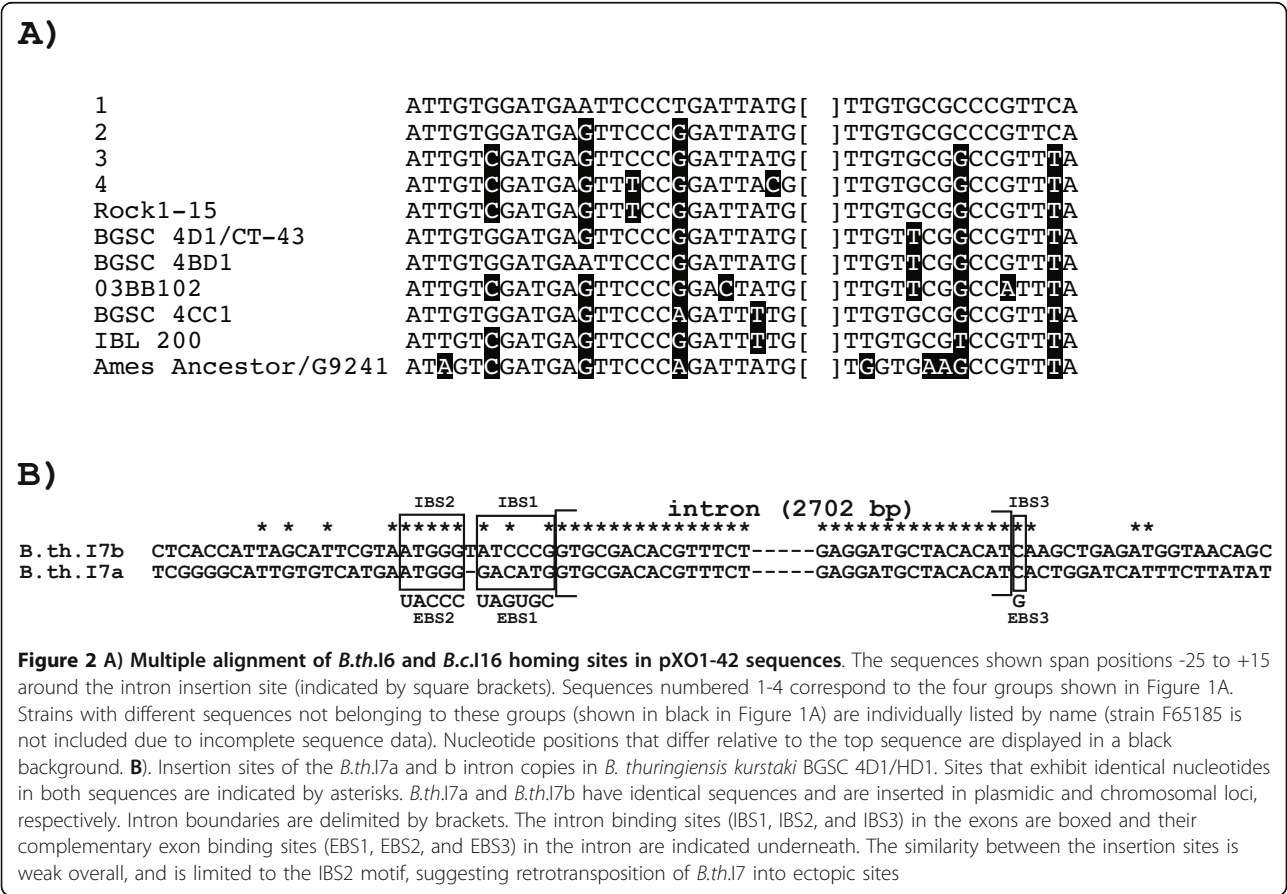 A)
1 ATTGTGGATGAATTCCCTGATTATG[ ]TTGTGCGCCCGTTCA
2 ATTGTGGATGAGTTCCCGGATTATG[ ]TTGTGCGCCCGTTCA
3 ATTGTCGATGAGTTCCCGGATTATG[ ]TTGTGCGGCCGTTTA
4 ATTGTCGATGAGTTTCCGGATTACG[ ]TTGTGCGGCCGTTTA
Rock1-15 ATTGTCGATGAGTTTCCGGATTATG[ ]TTGTGCGGCCGTTTA
BGSC 4D1/CT-43 ATTGTGGATGAGTTCCCGGATTATG[ ]TTGTTCGGCCGTTTA
BGSC 4BD1 ATTGTGGATGAATTCCCGGATTATG[ ]TTGTTCGGCCGTTTA
03BB102 ATTGTCGATGAGTTCCCGGACTATG[ ]TTGTTCGGCCATTTA
BGSC 4CC1 ATTGTGGATGAGTTCCCAGATTTTG[ ]TTGTGCGGCCGTTTA
IBL 200 ATTGTCGATGAGTTCCCGGATTTTG[ ]TTGTGCGTCCGTTTA
Ames Ancestor/G9241 ATAGTCGATGAGTTCCCAGATTATG[ ]TGGTGAAGCCGTTTA
B)
IBS2 IBS1 intron (2702 bp) IBS3
* * * ****** * * **************** ***************** **
B.th.I7b CTCACCATTAGCATTCGTAATGGGTATCCCGGTGCGACACGTTTCT-----GAGGATGCTACACATCAAGCTGAGATGGTAACAGC
B.th.I7a TCGGGGCATTGTGTCATGAATGGG-GACATGGTGCGACACGTTTCT-----GAGGATGCTACACATCACTGGATCATTTCTTATAT
UACCC UAGUGC G
EBS2 EBS1 EBS3
Figure 2 A) Multiple alignment of B.th.I6 and B.c.I16 homing sites in pXO1-42 sequences. The sequences shown span positions -25 to +15
around the intron insertion site (indicated by square brackets). Sequences numbered 1-4 correspond to the four groups shown in Figure 1A.
Strains with different sequences not belonging to these groups (shown in black in Figure 1A) are individually listed by name (strain F65185 is
not included due to incomplete sequence data). Nucleotide positions that differ relative to the top sequence are displayed in a black
background. B). Insertion sites of the B.th.I7a and b intron copies in B. thuringiensis kurstaki BGSC 4D1/HD1. Sites that exhibit identical nucleotides
in both sequences are indicated by asterisks. B.th.I7a and B.th.I7b have identical sequences and are inserted in plasmidic and chromosomal loci,
respectively. Intron boundaries are delimited by brackets. The intron binding sites (IBS1, IBS2, and IBS3) in the exons are boxed and their
complementary exon binding sites (EBS1, EBS2, and EBS3) in the intron are indicated underneath. The similarity between the insertion sites is
weak overall, and is limited to the IBS2 motif, suggesting retrotransposition of B.th.I7 into ectopic sites